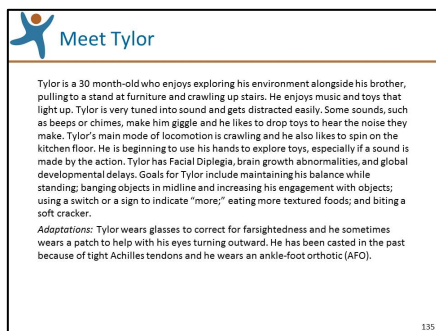 Meet Tylor
Tylor is a 30 month-old who enjoys exploring his environment alongside his brother,
pulling to a stand at furniture and crawling up stairs. He enjoys music and toys that
light up. Tylor is very tuned into sound and gets distracted easily. Some sounds, such
as beeps or chimes, make him giggle and he likes to drop toys to hear the noise they
make. Tylor's main mode of locomotion is crawling and he also likes to spin on the
kitchen floor. He is beginning to use his hands to explore toys, especially if a sound is
made by the action. Tylor has Facial Diplegia, brain growth abnormalities, and global
developmental delays. Goals for Tylor include maintaining his balance while
standing; banging objects in midline and increasing his engagement with objects;
using a switch or a sign to indicate "more;" eating more textured foods; and biting a
soft cracker.
Adaptations: Tylor wears glasses to correct for farsightedness and he sometimes
wears a patch to help with his eyes turning outward. He has been casted in the past
because of tight Achilles tendons and he wears an ankle-foot orthotic (AFO).
135